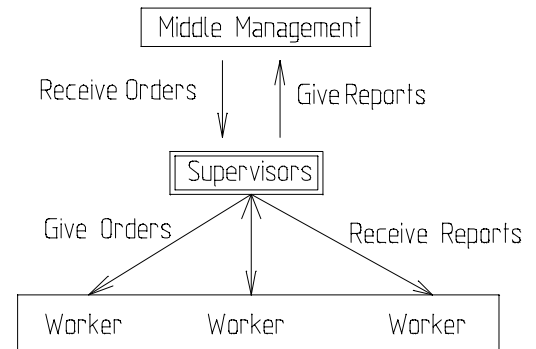 Middle Management
Receive Orders
Give Reports
Supervisors
Give Orders
Receive Reports
Worker Worker Worker